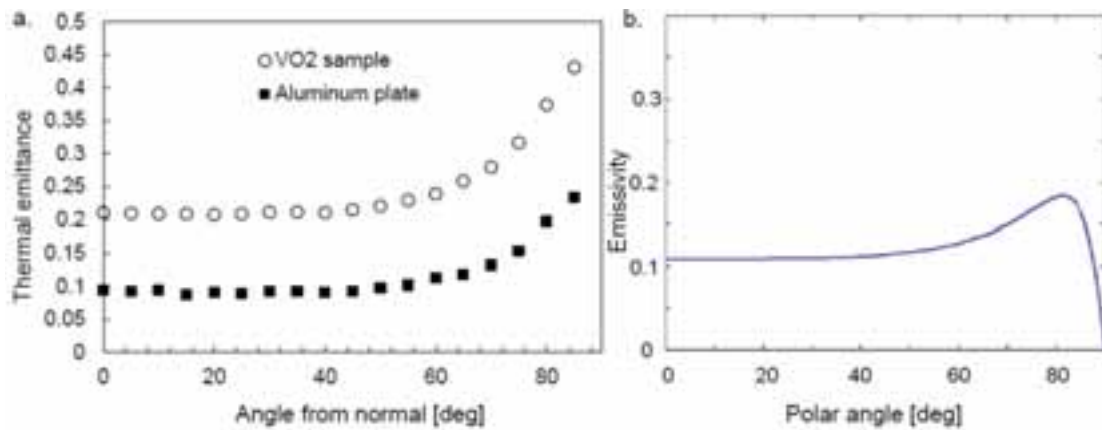 a.
0.5
0.45
0.4
0.35
0.3
0.25
0.2
0.15
0.1
0.05
0
Thermal emittance
VO2 sample
Aluminum plate
0 20 40 60 80
Angle from normal [deg]
b.
0.3
0.2
0.1
0
Emissivity
0 20 40 60 80
Polar angle [deg]